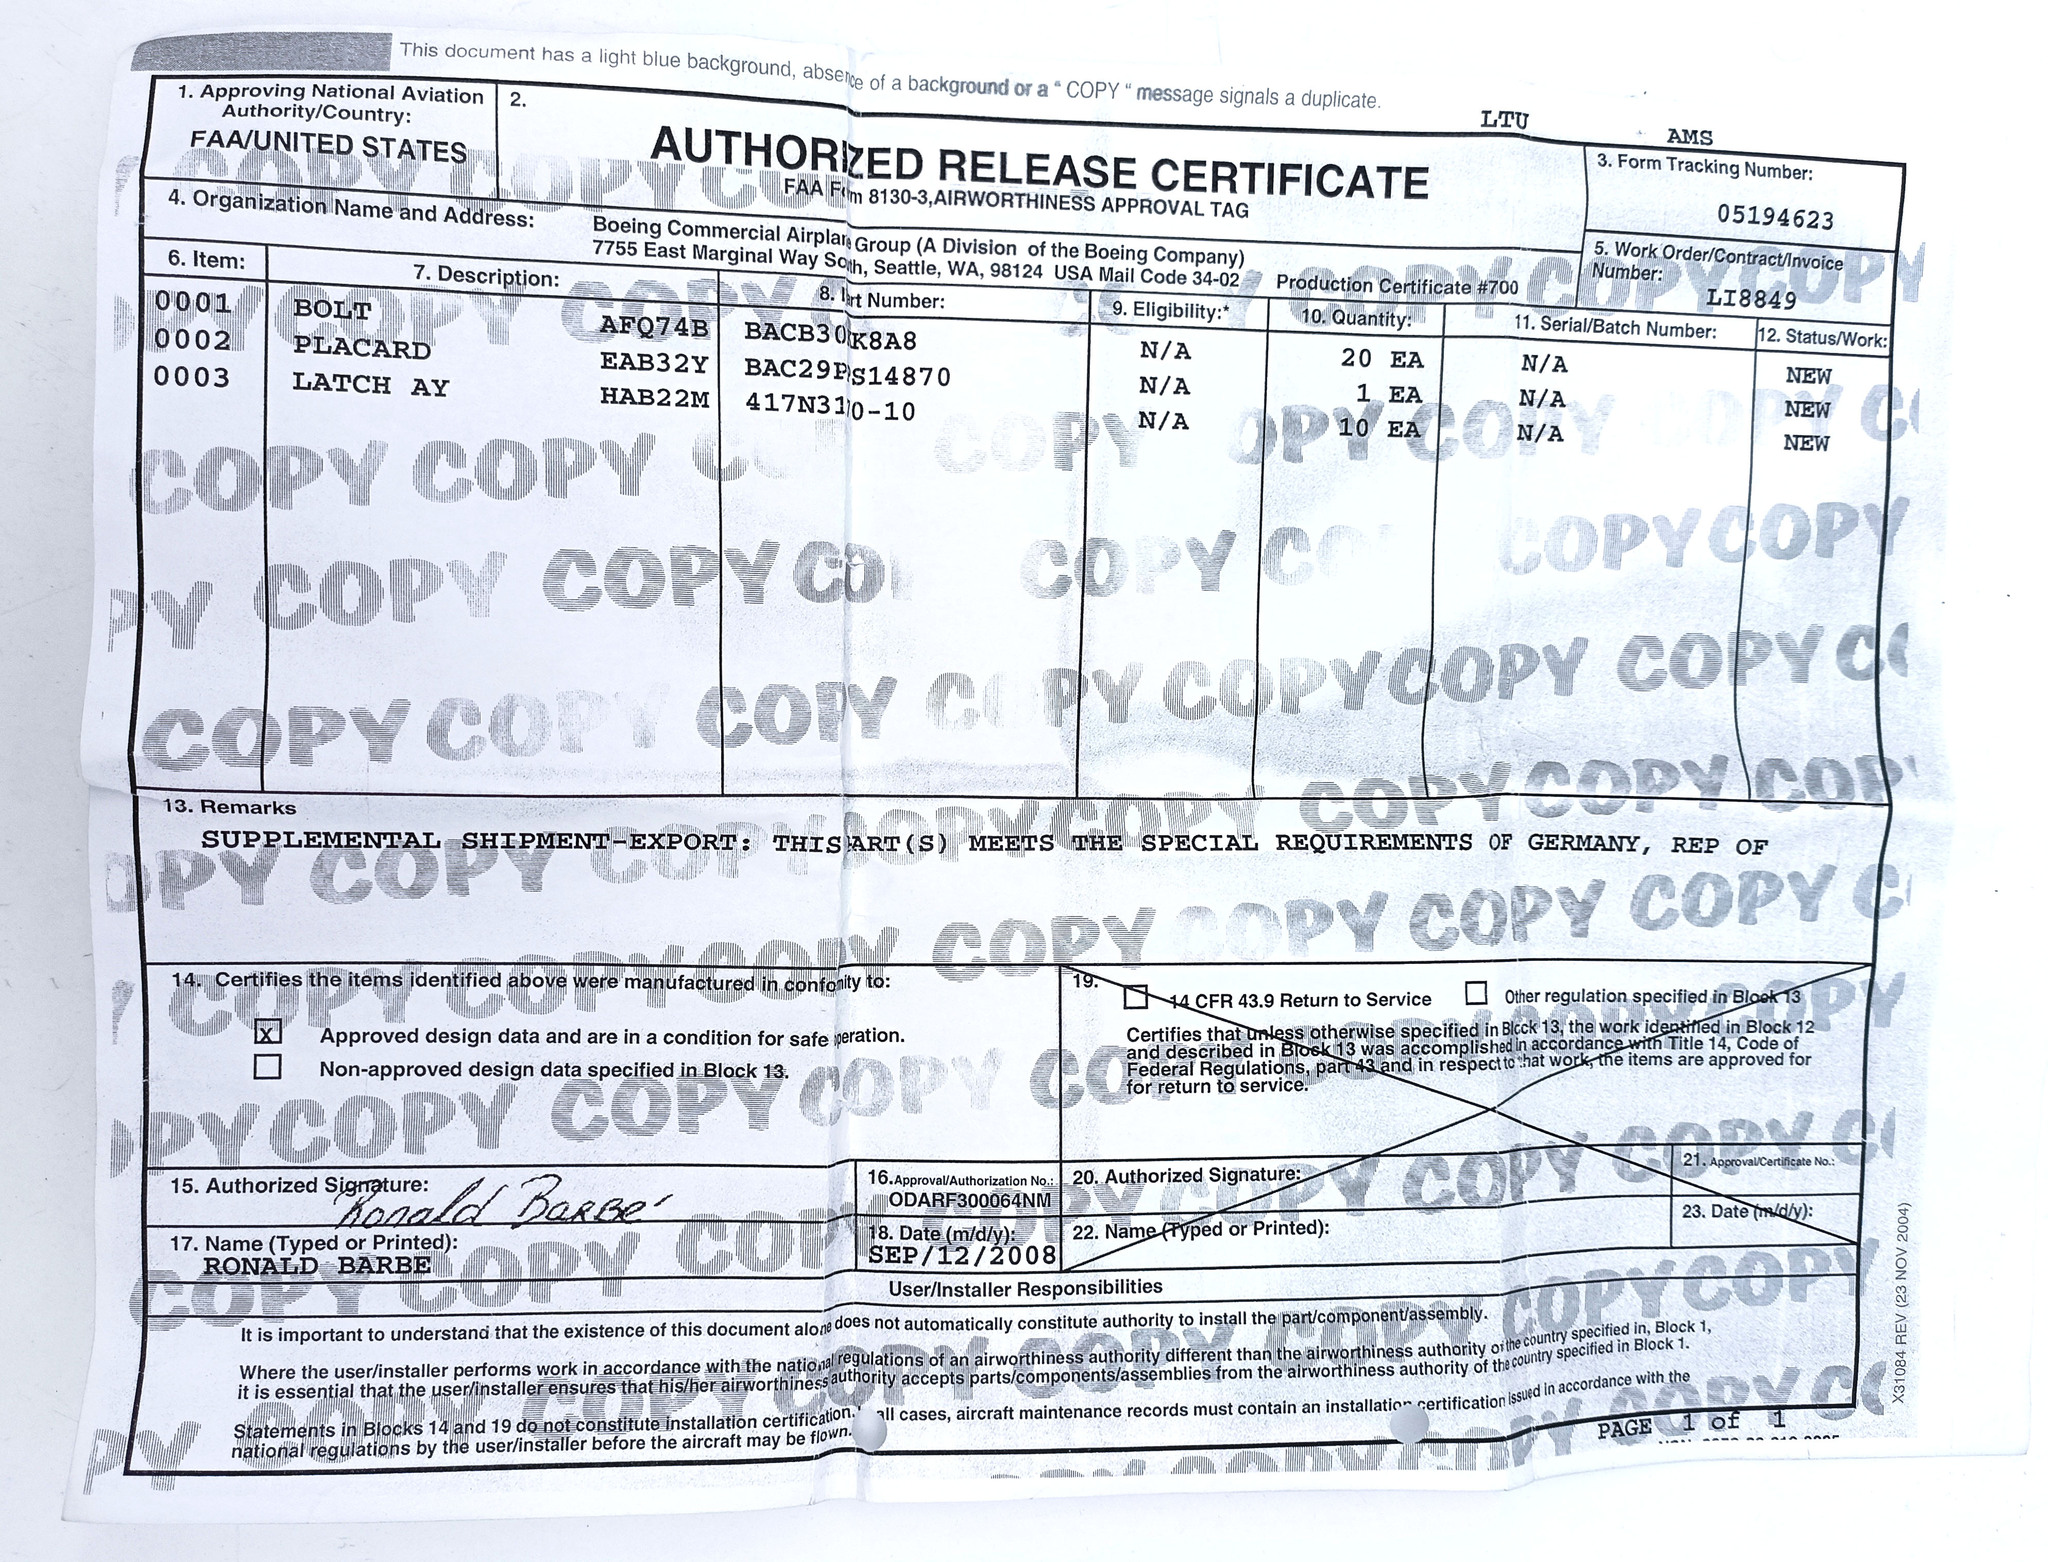 This document has a light blue background, absence of a background or a " COPY " message signals a duplicate.
LTU AMS
1. Approving National Aviation Authority/Country:
FAA/UNITED STATES
2.
AUTHORIZED RELEASE CERTIFICATE
FAA Form 8130-3,AIRWORTHINESS APPROVAL TAG
3. Form Tracking Number:
05194623
4. Organization Name and Address:
Boeing Commercial Airplane Group (A Division of the Boeing Company)
7755 East Marginal Way South, Seattle, WA, 98124 USA Mail Code 34-02 Production Certificate #700
5. Work Order/Contract/Invoice
Number:
LI8849
6. Item: 7. Description: 8. Part Number: 9. Eligibility:* 10. Quantity: 11. Serial/Batch Number: 12. Status/Work:
0001 BOLT AFQ74B N/A 20 EA N/A NEW
0002 PLACARD EAB32Y BAC29PS14870 N/A 1 EA N/A NEW
0003 LATCH AY HAB22M N/A 10 EA N/A NEW
13. Remarks
SUPPLEMENTAL SHIPMENT-EXPORT: THIS ART(S) MEETS THE SPECIAL REQUIREMENTS OF GERMANY, REP OF
14. Certifies the items identified above were manufactured in to:
X Approved design data and are in a condition for safe operation.
Non-approved design data specified in Block 13.
19.
14 CFR 43.9 Return to Service Other regulation specified in Block 13
Certifies that unless otherwise specified in Block 13, the work identified in Block 12
and described in Block 13 was accomplished in accordance with Title 14, Code of
Federal Regulations, part 43 and in respect to that work, the items are approved for
for return to service.
15. Authorized Signature:
Ronald Barbe
16. Approval/Authorization No.:
ODARF300064NM
17. Name (Typed or Printed):
RONALD BARBE
18. Date (m/d/y):
SEP/12/2008
20. Authorized Signature:
21. Approval/Certificate No.:
22. Name (Typed or Printed):
23. Date (m/d/y):
User/Installer Responsibilities
It is important to understand that the existence of this document alone does not automatically constitute authority to install the part/component/assembly.
Where the user/installer performs work in accordance with the national regulations of an airworthiness authority different than the airworthiness authority of the country specified in, Block 1,
it is essential that the user/installer ensures that his/her airworthiness authority accepts parts/components/assemblies from the airworthiness authority of the country specified in Block 1.
Statements in Blocks 14 and 19 do not constitute installation certification. all cases, aircraft maintenance records must contain an installation certification issued in accordance with the
national regulations by the user/installer before the aircraft may be flown.
PAGE 1 of 1
X31084 REV (23 NOV 2004)
COPY COPY COPY